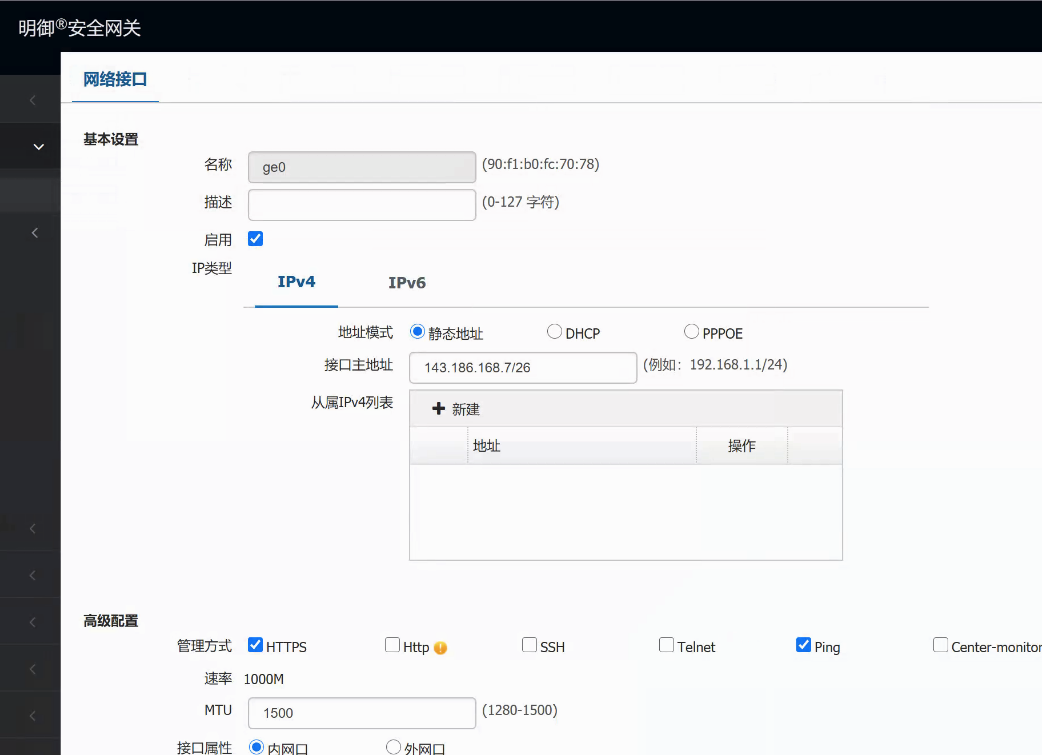 明御®安全网关
网络接口
基本设置
名称 ge0 (90:f1:b0:fc:70:78)
描述 (0-127 字符)
启用
IP类型 IPv4 IPv6
地址模式 静态地址 DHCP PPPOE
接口主地址 143.186.168.7/26 (例如：192.168.1.1/24)
从属IPv4列表 新建
地址 操作
高级配置
管理方式 HTTPS Http SSH Telnet Ping Center-monitor
速率 1000M
MTU 1500 (1280-1500)
接口属性 内网口 外网口